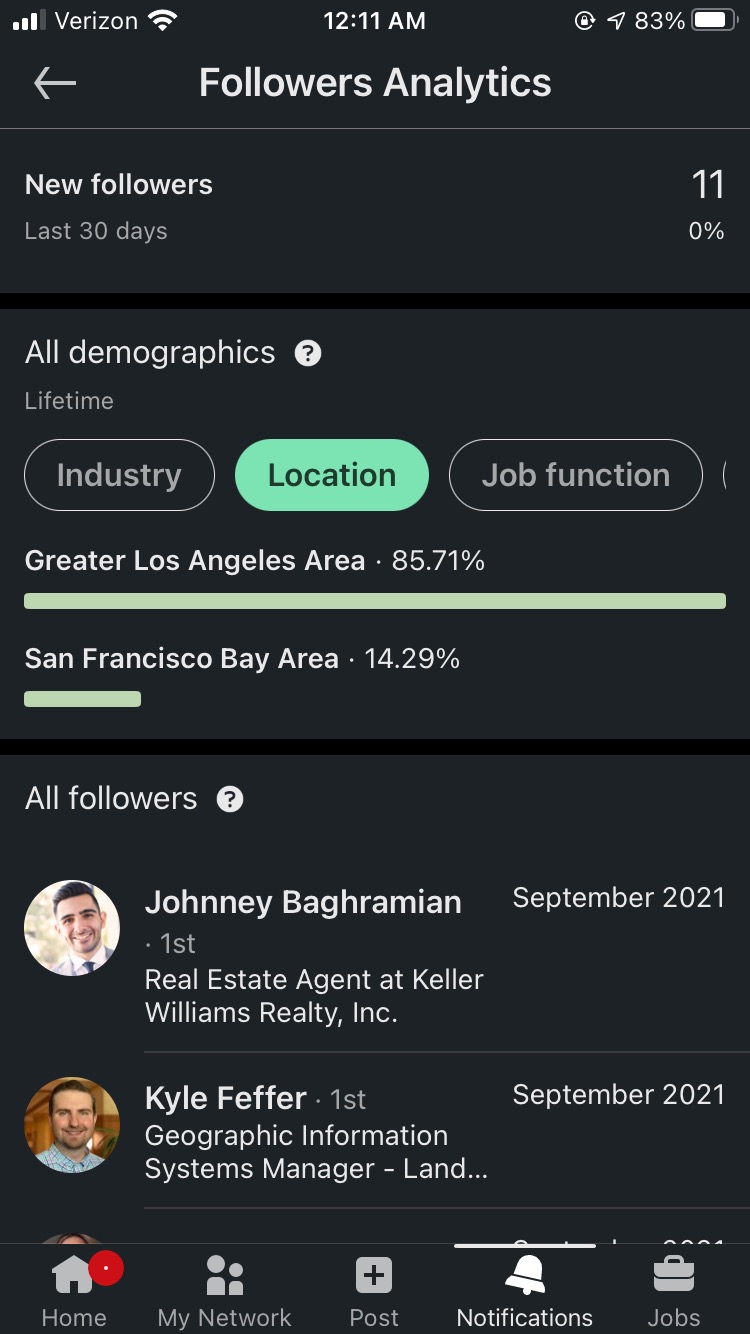 Verizon 12:11 AM 83%
Followers Analytics
New followers 11
Last 30 days 0%
All demographics ?
Lifetime
Industry Location Job function
Greater Los Angeles Area · 85.71%
San Francisco Bay Area · 14.29%
All followers ?
Johnney Baghramian September 2021
· 1st
Real Estate Agent at Keller
Williams Realty, Inc.
Kyle Feffer · 1st September 2021
Geographic Information
Systems Manager - Land...
Home My Network Post Notifications Jobs